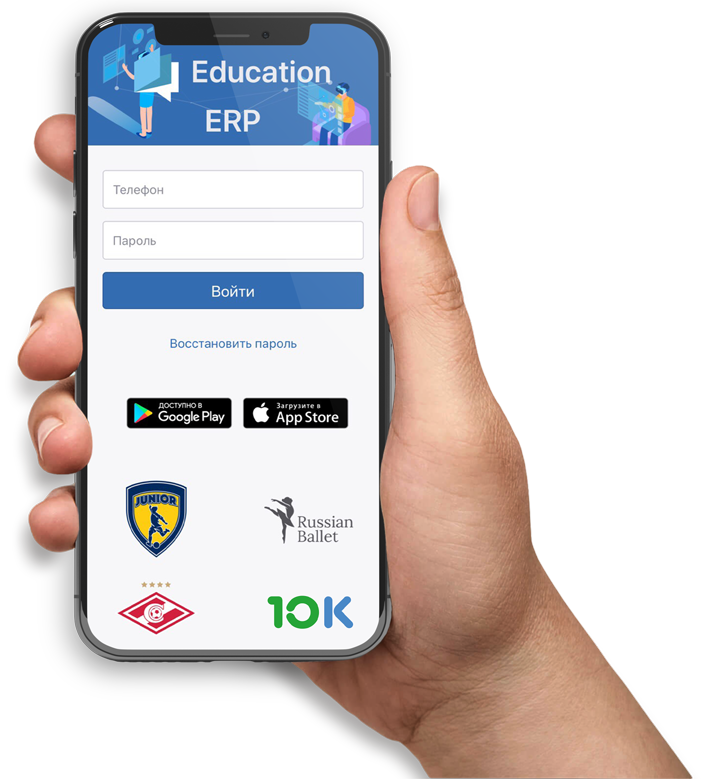 Education
ERP
Телефон
Пароль
Войти
Восстановить пароль
ДОСТУПНО В
Google Play
Загрузите в
App Store
JUNIOR
Russian
Ballet
10K